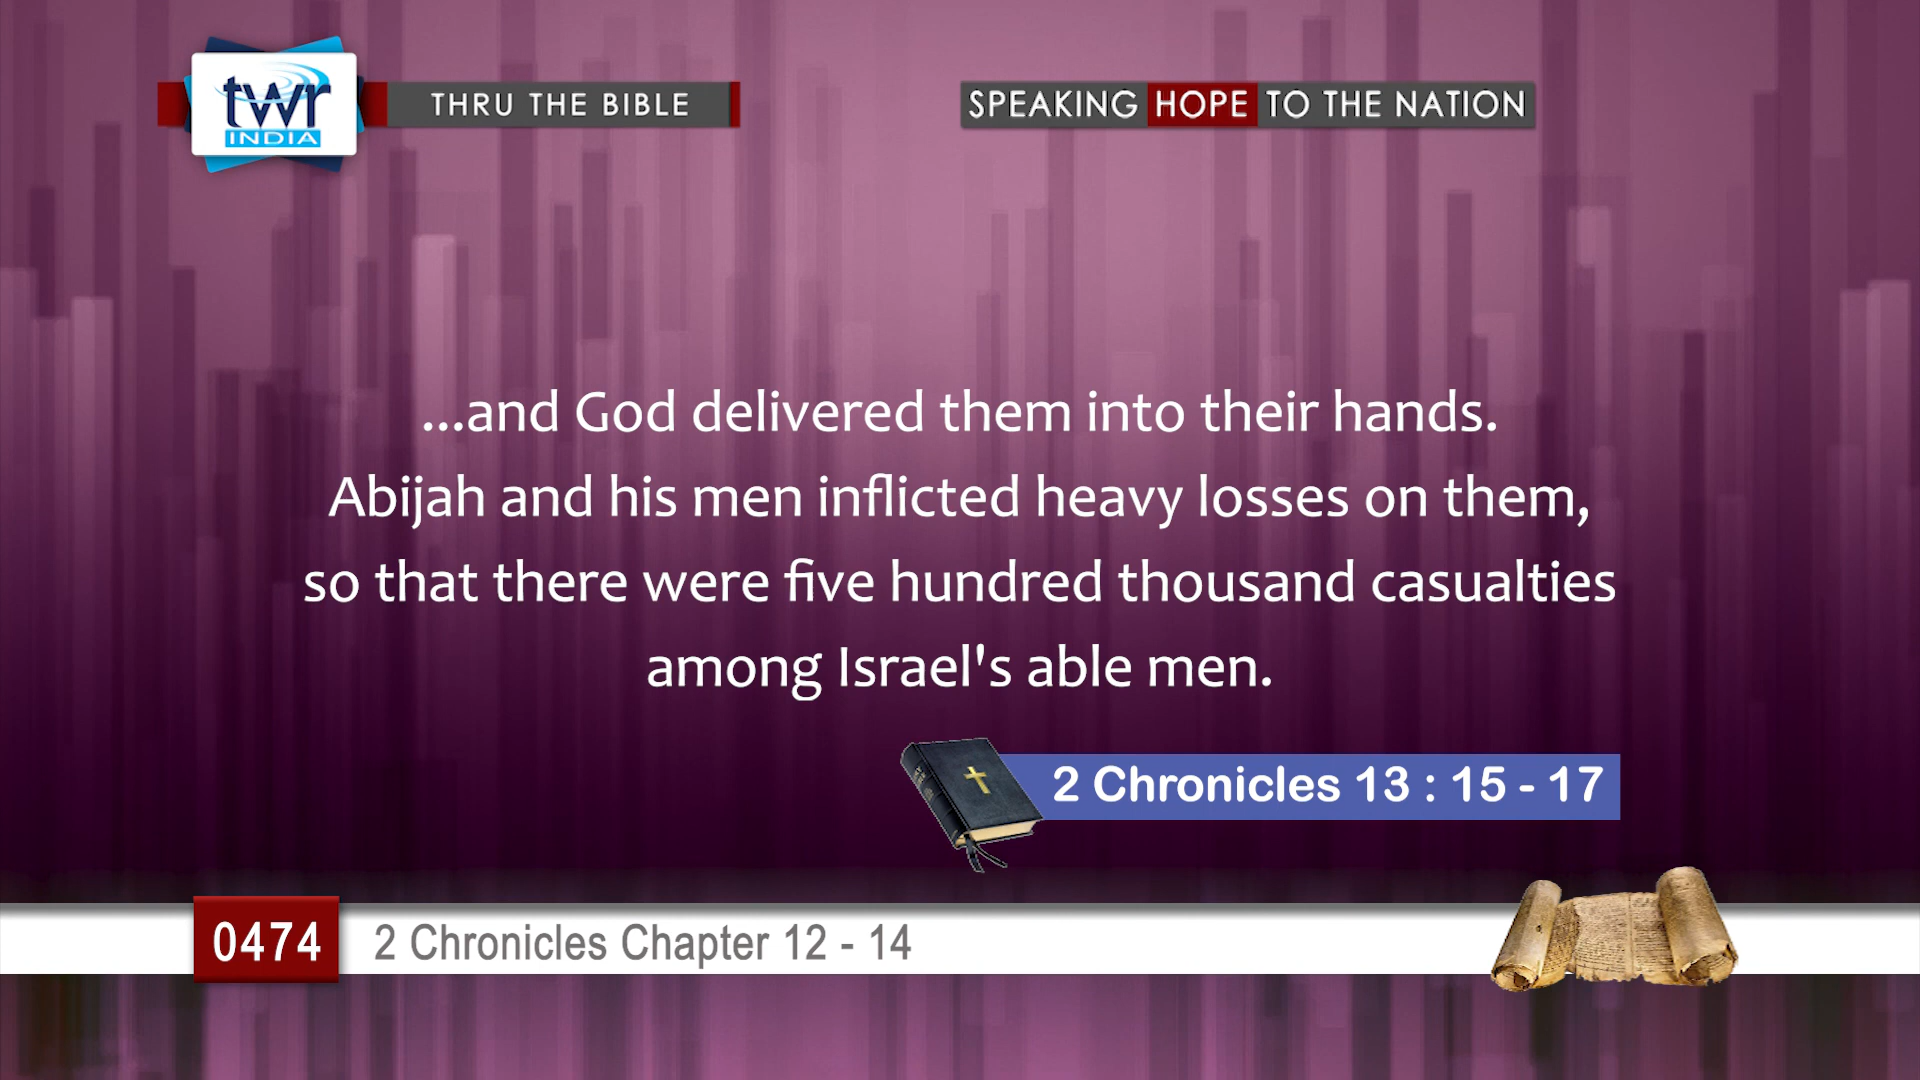 twr
INDIA
THRU THE BIBLE
SPEAKING HOPE TO THE NATION
...and God delivered them into their hands.
Abijah and his men inflicted heavy losses on them,
so that there were five hundred thousand casualties
among Israel's able men.
2 Chronicles 13 : 15 - 17
0474
2 Chronicles Chapter 12 - 14